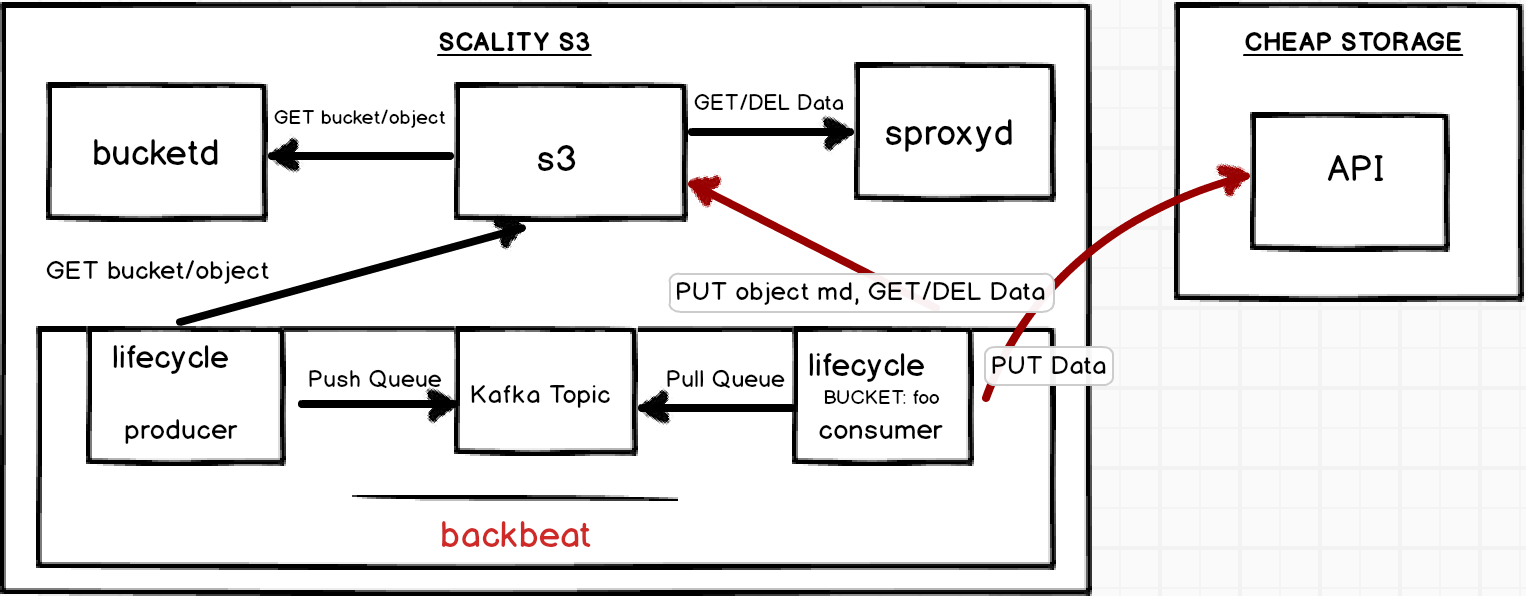 SCALITY S3
CHEAP STORAGE
GET bucket/object
GET/DEL Data
bucketd
s3
sproxyd
API
GET bucket/object
PUT object md, GET/DEL Data
lifecycle
producer
Push Queue
Kafka Topic
Pull Queue
lifecycle
BUCKET: foo
consumer
PUT Data
backbeat